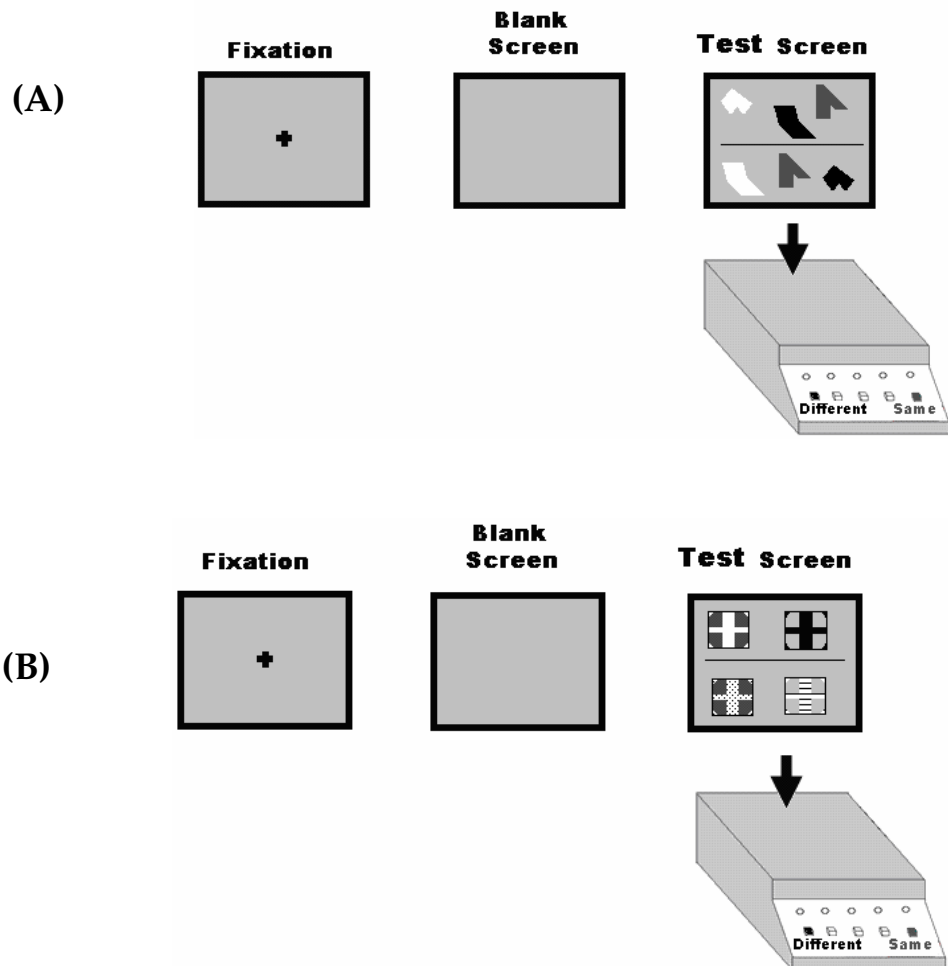 Blank
Fixation Screen Test Screen
(A)
Different Same
Blank
Fixation Screen Test Screen
(B)
Different Same